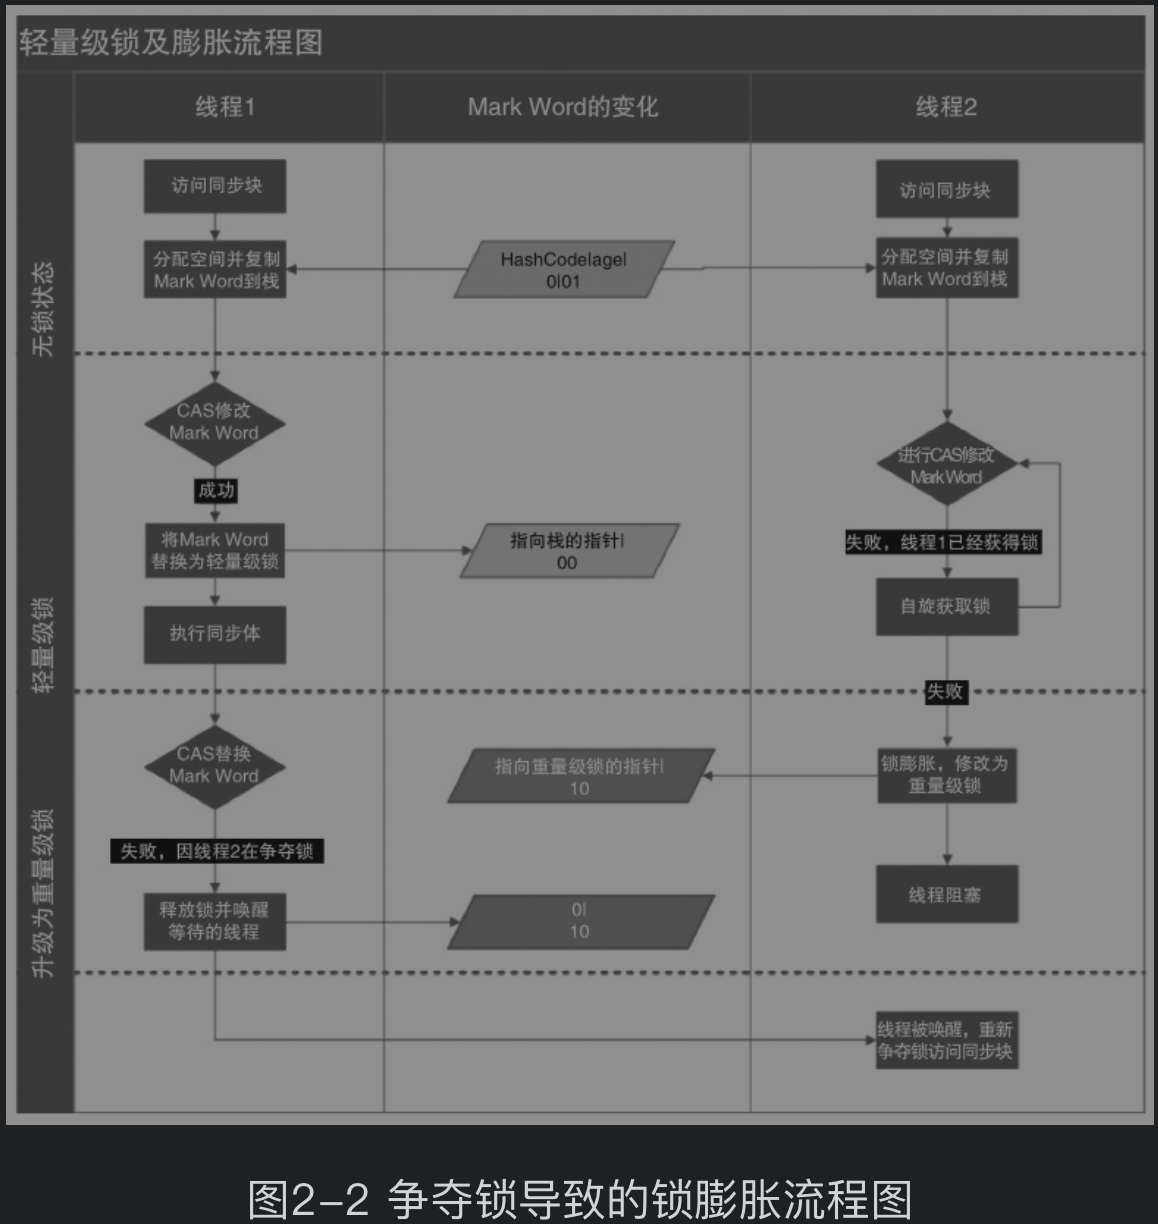 轻量级锁及膨胀流程图
线程1
Mark Word的变化
线程2
无锁状态
访问同步块
访问同步块
分配空间并复制
Mark Word到栈
HashCode|age|
0|01
分配空间并复制
Mark Word到栈
轻量级锁
CAS修改
Mark Word
进行CAS修改
Mark Word
成功
将Mark Word
替换为轻量级锁
指向栈的指针|
00
失败，线程1已经获得锁
执行同步体
自旋获取锁
失败
升级为重量级锁
CAS替换
Mark Word
指向重量级锁的指针|
10
锁膨胀，修改为
重量级锁
失败，因线程2在争夺锁
释放锁并唤醒
等待的线程
0|
10
线程阻塞
线程被唤醒，重新
争夺锁访问同步块
图2-2 争夺锁导致的锁膨胀流程图